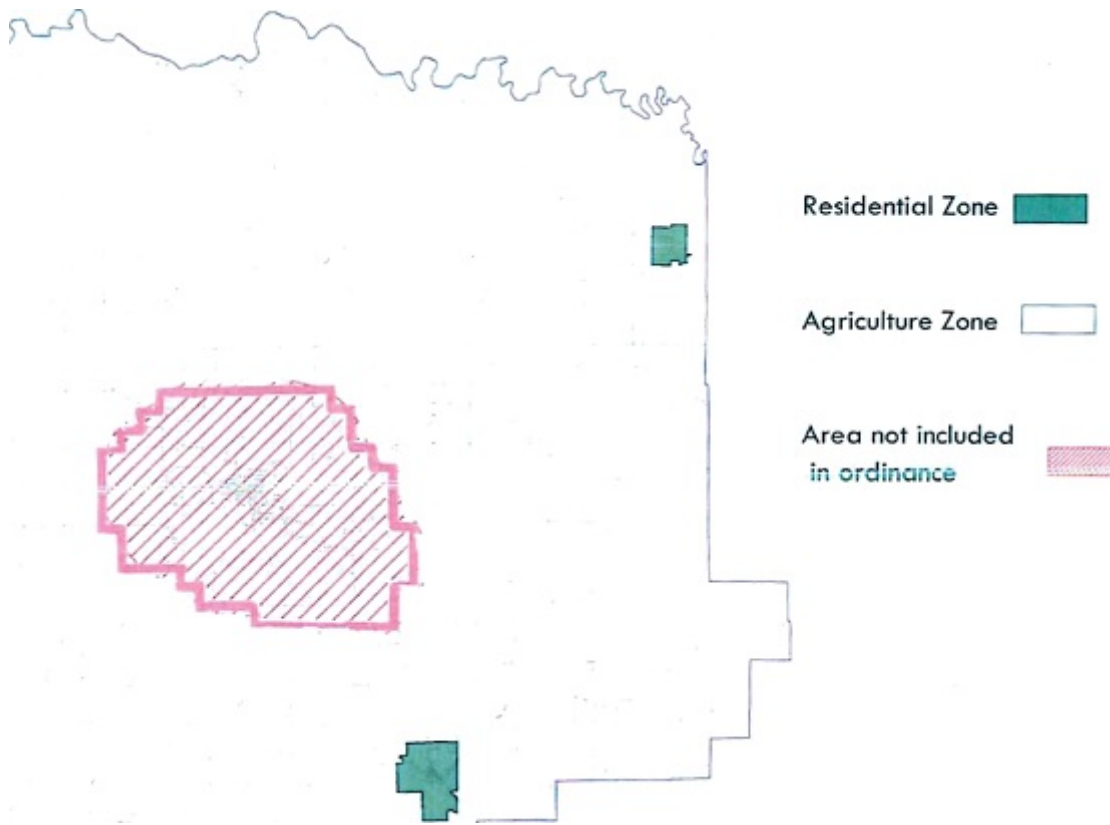 Residential Zone
Agriculture Zone
Area not included
in ordinance